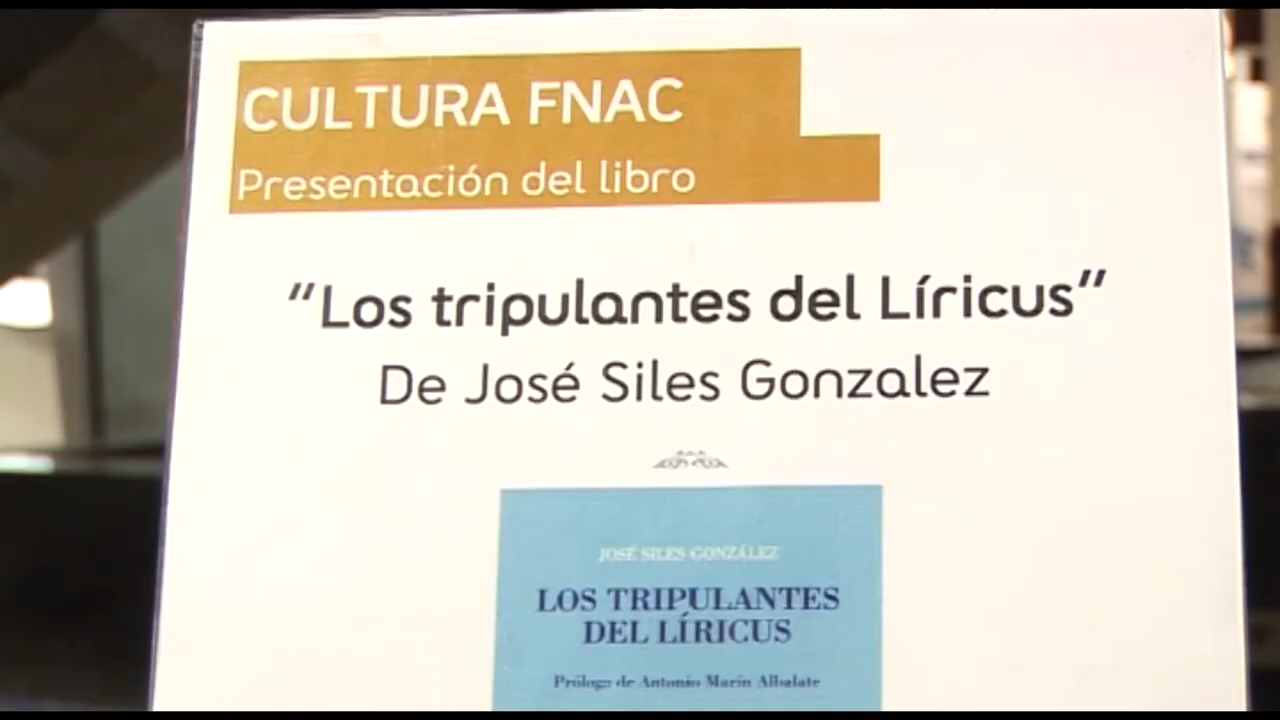 CULTURA FNAC
Presentación del libro
“Los tripulantes del Líricus”
De José Siles Gonzalez
JOSÉ SILES GONZÁLEZ
LOS TRIPULANTES
DEL LÍRICUS
Prólogo de Antonio Marín Albalate